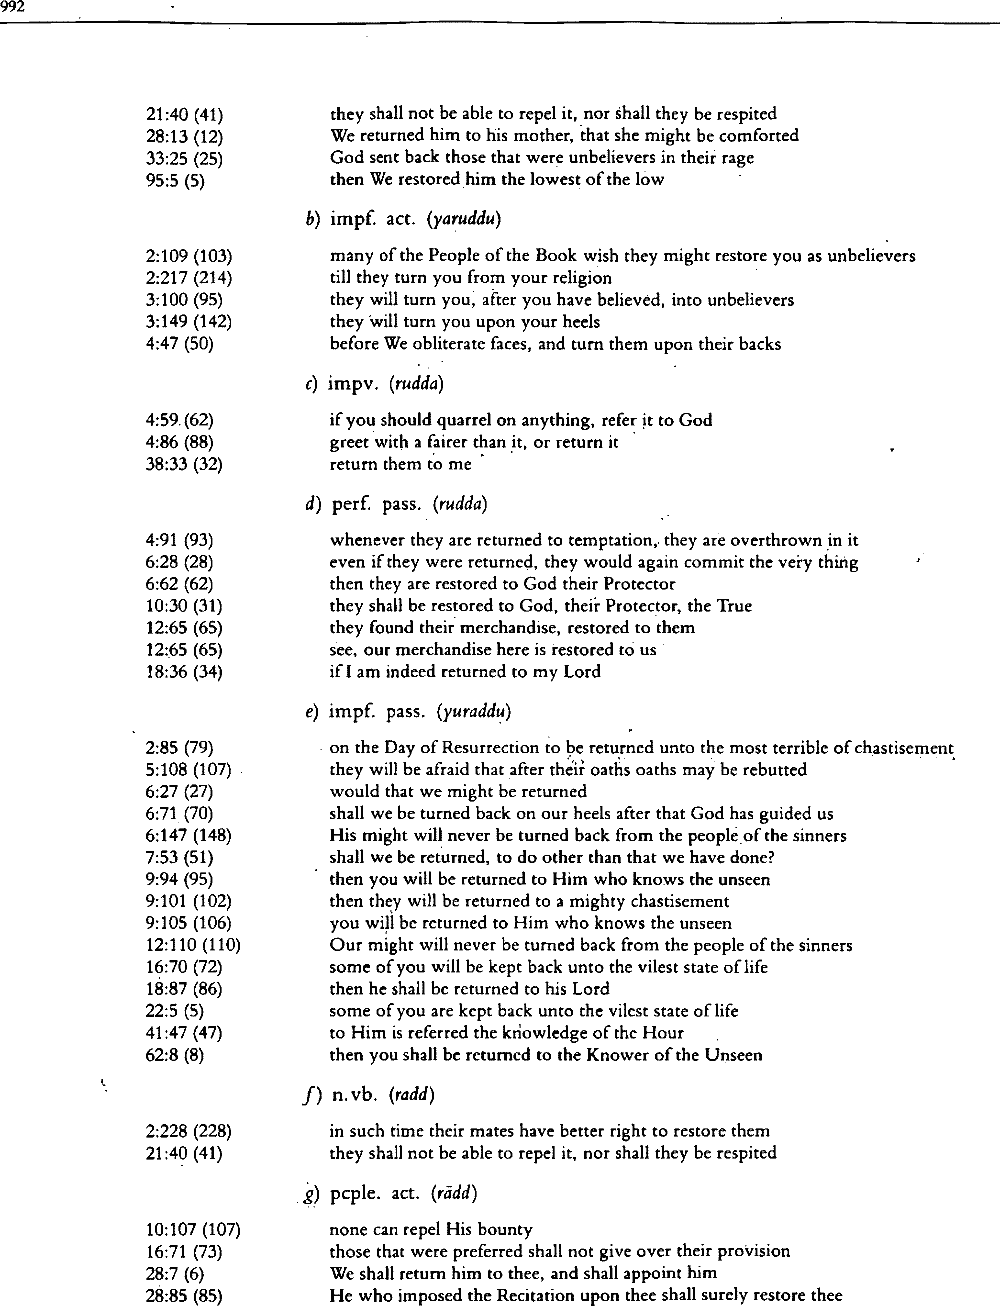 992
21:40 (41) they shall not be able to repel it, nor shall they be respited
28:13 (12) We returned him to his mother, that she might be comforted
33:25 (25) God sent back those that were unbelievers in their rage
95:5 (5) then We restored him the lowest of the low
b) impf. act. (yaruddu)
2:109 (103) many of the People of the Book wish they might restore you as unbelievers
2:217 (214) till they turn you from your religion
3:100 (95) they will turn you, after you have believed, into unbelievers
3:149 (142) they will turn you upon your heels
4:47 (50) before We obliterate faces, and turn them upon their backs
c) impv. (rudda)
4:59 (62) if you should quarrel on anything, refer it to God
4:86 (88) greet with a fairer than it, or return it
38:33 (32) return them to me
d) perf. pass. (rudda)
4:91 (93) whenever they are returned to temptation, they are overthrown in it
6:28 (28) even if they were returned, they would again commit the very thing
6:62 (62) then they are restored to God their Protector
10:30 (31) they shall be restored to God, their Protector, the True
12:65 (65) they found their merchandise, restored to them
12:65 (65) see, our merchandise here is restored to us
18:36 (34) if I am indeed returned to my Lord
e) impf. pass. (yuraddu)
2:85 (79) on the Day of Resurrection to be returned unto the most terrible of chastisement
5:108 (107) they will be afraid that after their oaths oaths may be rebutted
6:27 (27) would that we might be returned
6:71 (70) shall we be turned back on our heels after that God has guided us
6:147 (148) His might will never be turned back from the people of the sinners
7:53 (51) shall we be returned, to do other than that we have done?
9:94 (95) then you will be returned to Him who knows the unseen
9:101 (102) then they will be returned to a mighty chastisement
9:105 (106) you will be returned to Him who knows the unseen
12:110 (110) Our might will never be turned back from the people of the sinners
16:70 (72) some of you will be kept back unto the vilest state of life
18:87 (86) then he shall be returned to his Lord
22:5 (5) some of you are kept back unto the vilest state of life
41:47 (47) to Him is referred the knowledge of the Hour
62:8 (8) then you shall be returned to the Knower of the Unseen
f) n.vb. (radd)
2:228 (228) in such time their mates have better right to restore them
21:40 (41) they shall not be able to repel it, nor shall they be respited
g) pcple. act. (rādd)
10:107 (107) none can repel His bounty
16:71 (73) those that were preferred shall not give over their provision
28:7 (6) We shall return him to thee, and shall appoint him
28:85 (85) He who imposed the Recitation upon thee shall surely restore thee